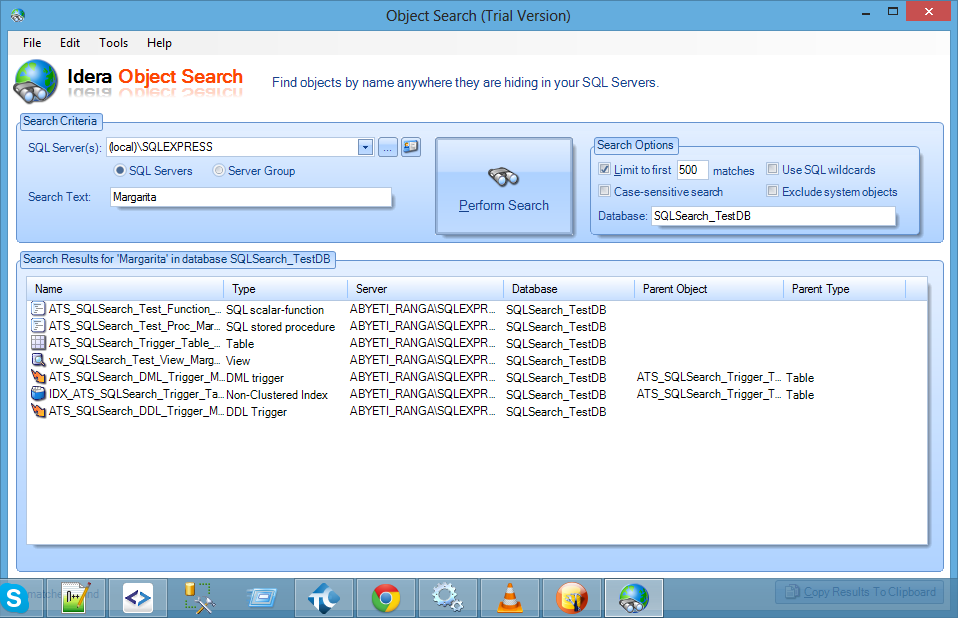 Object Search (Trial Version)
File Edit Tools Help
Idera Object Search
Find objects by name anywhere they are hiding in your SQL Servers.
Search Criteria
SQL Server(s): (local)\SQLEXPRESS ...
SQL Servers Server Group
Search Text: Margarita
Perform Search
Search Options
Limit to first 500 matches Use SQL wildcards
Case-sensitive search Exclude system objects
Database: SQLSearch_TestDB
Search Results for 'Margarita' in database SQLSearch_TestDB
Name Type Server Database Parent Object Parent Type
ATS_SQLSearch_Test_Function_... SQL scalar-function ABYETI_RANGA\SQLEXPR... SQLSearch_TestDB
ATS_SQLSearch_Test_Proc_Mar... SQL stored procedure ABYETI_RANGA\SQLEXPR... SQLSearch_TestDB
ATS_SQLSearch_Trigger_Table_... Table ABYETI_RANGA\SQLEXPR... SQLSearch_TestDB
vw_SQLSearch_Test_View_Marg... View ABYETI_RANGA\SQLEXPR... SQLSearch_TestDB
ATS_SQLSearch_DML_Trigger_M... DML trigger ABYETI_RANGA\SQLEXPR... SQLSearch_TestDB ATS_SQLSearch_Trigger_T... Table
IDX_ATS_SQLSearch_Trigger_Ta... Non-Clustered Index ABYETI_RANGA\SQLEXPR... SQLSearch_TestDB ATS_SQLSearch_Trigger_T... Table
ATS_SQLSearch_DDL_Trigger_M... DDL Trigger ABYETI_RANGA\SQLEXPR... SQLSearch_TestDB
Copy Results To Clipboard